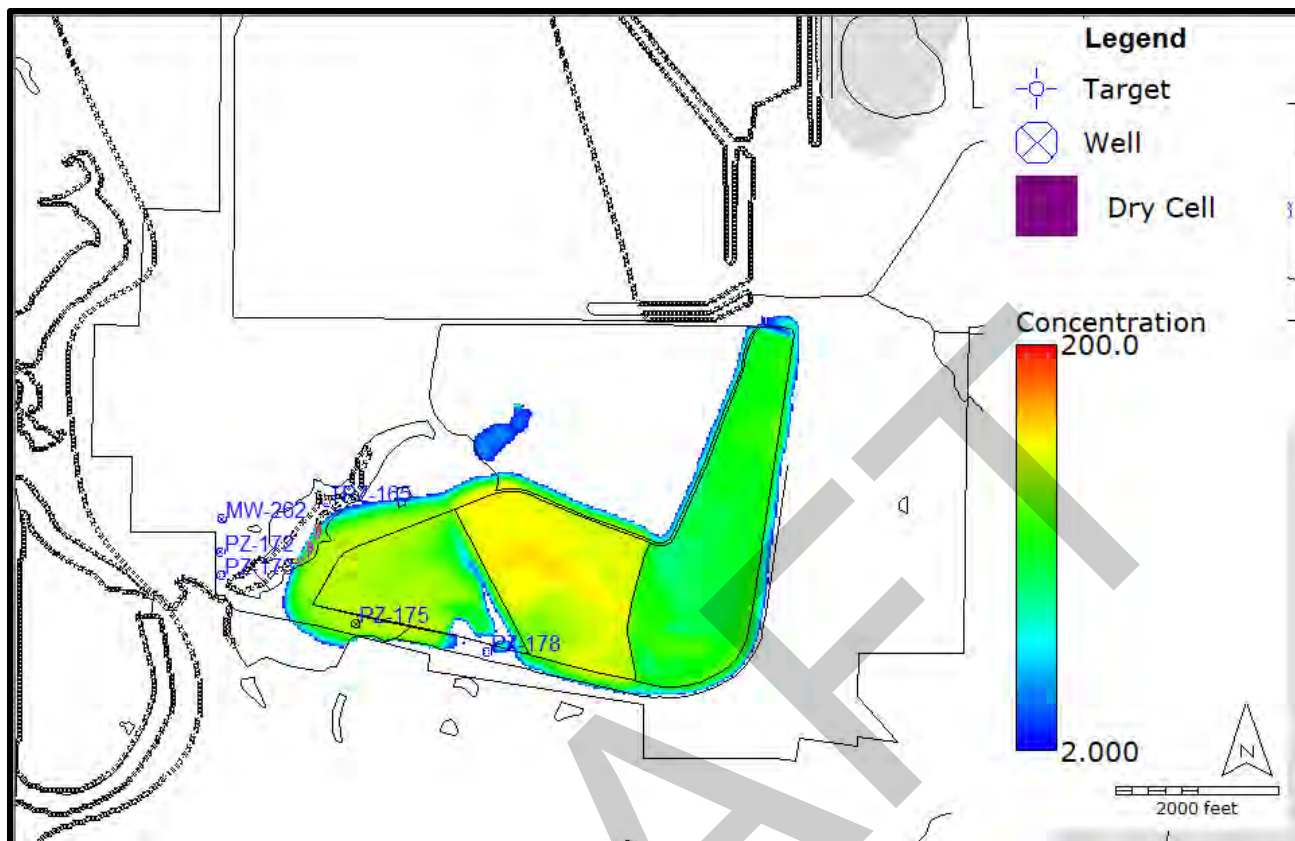 Legend
Target
Well
Dry Cell
Concentration
200.0
MW-262
PZ-172
PZ-175
PZ-178
2.000
N
2000 feet